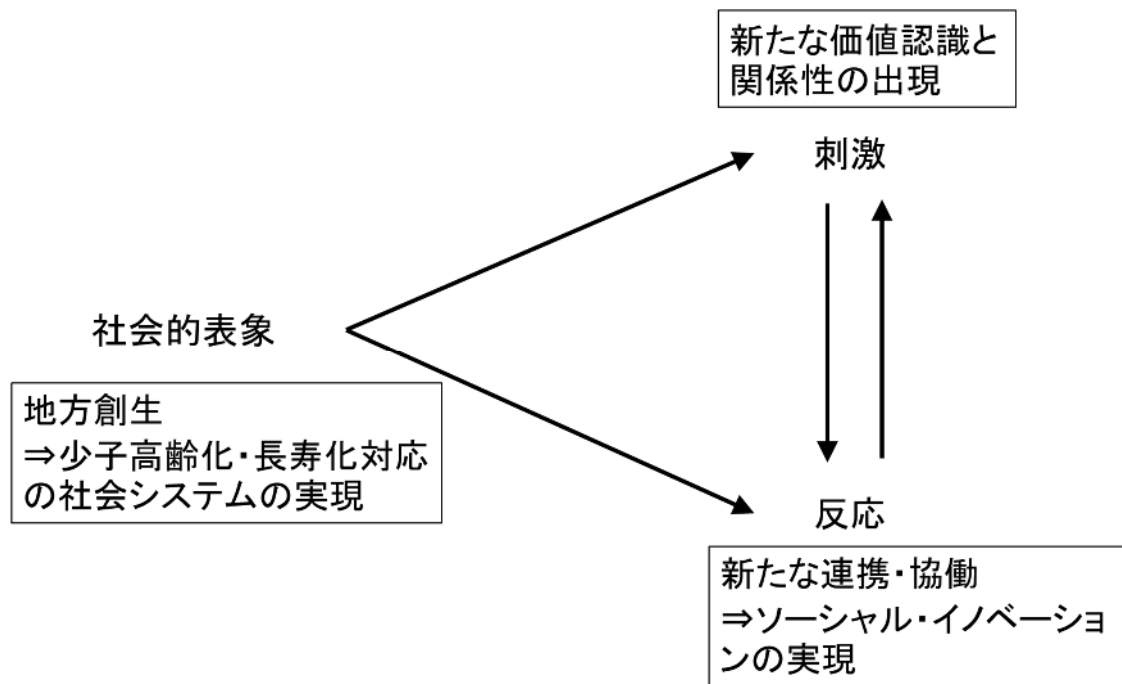 新たな価値認識と
関係性の出現
刺激
社会的表象
地方創生
⇒少子高齢化・長寿化対応
の社会システムの実現
反応
新たな連携・協働
⇒ソーシャル・イノベーショ
ンの実現